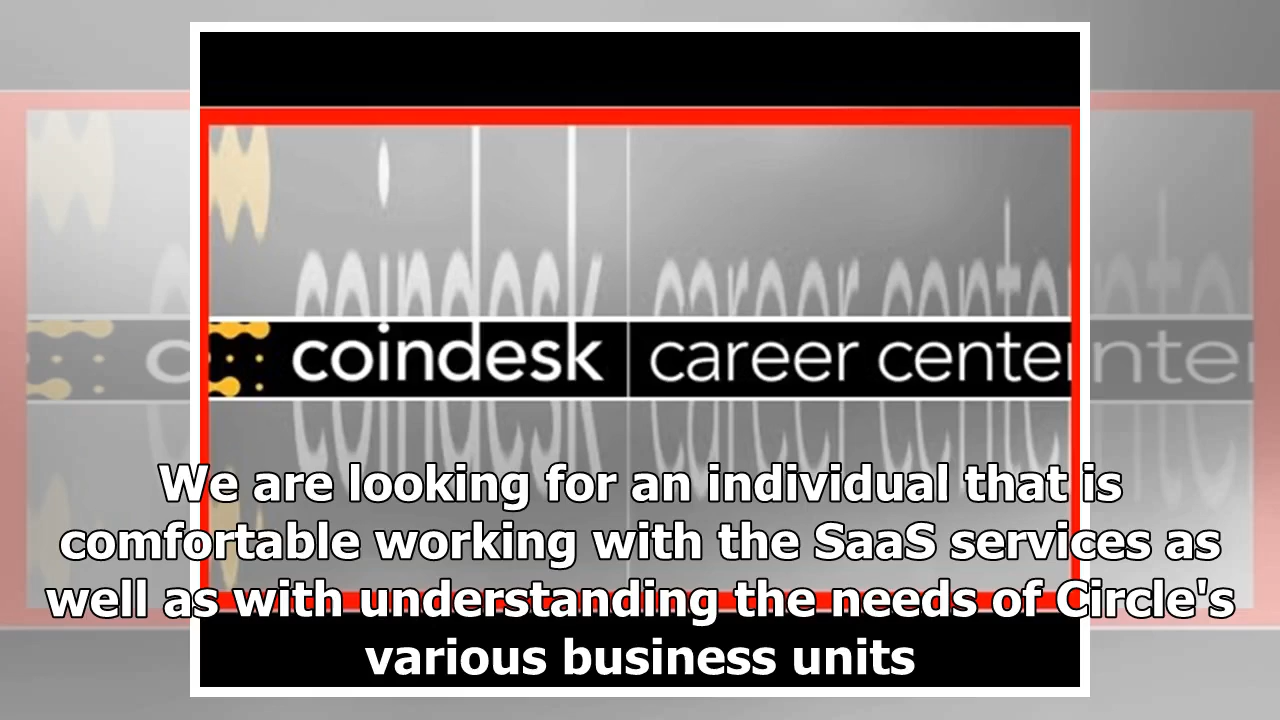 coindesk career center
We are looking for an individual that is
comfortable working with the SaaS services as
well as with understanding the needs of Circle's
various business units